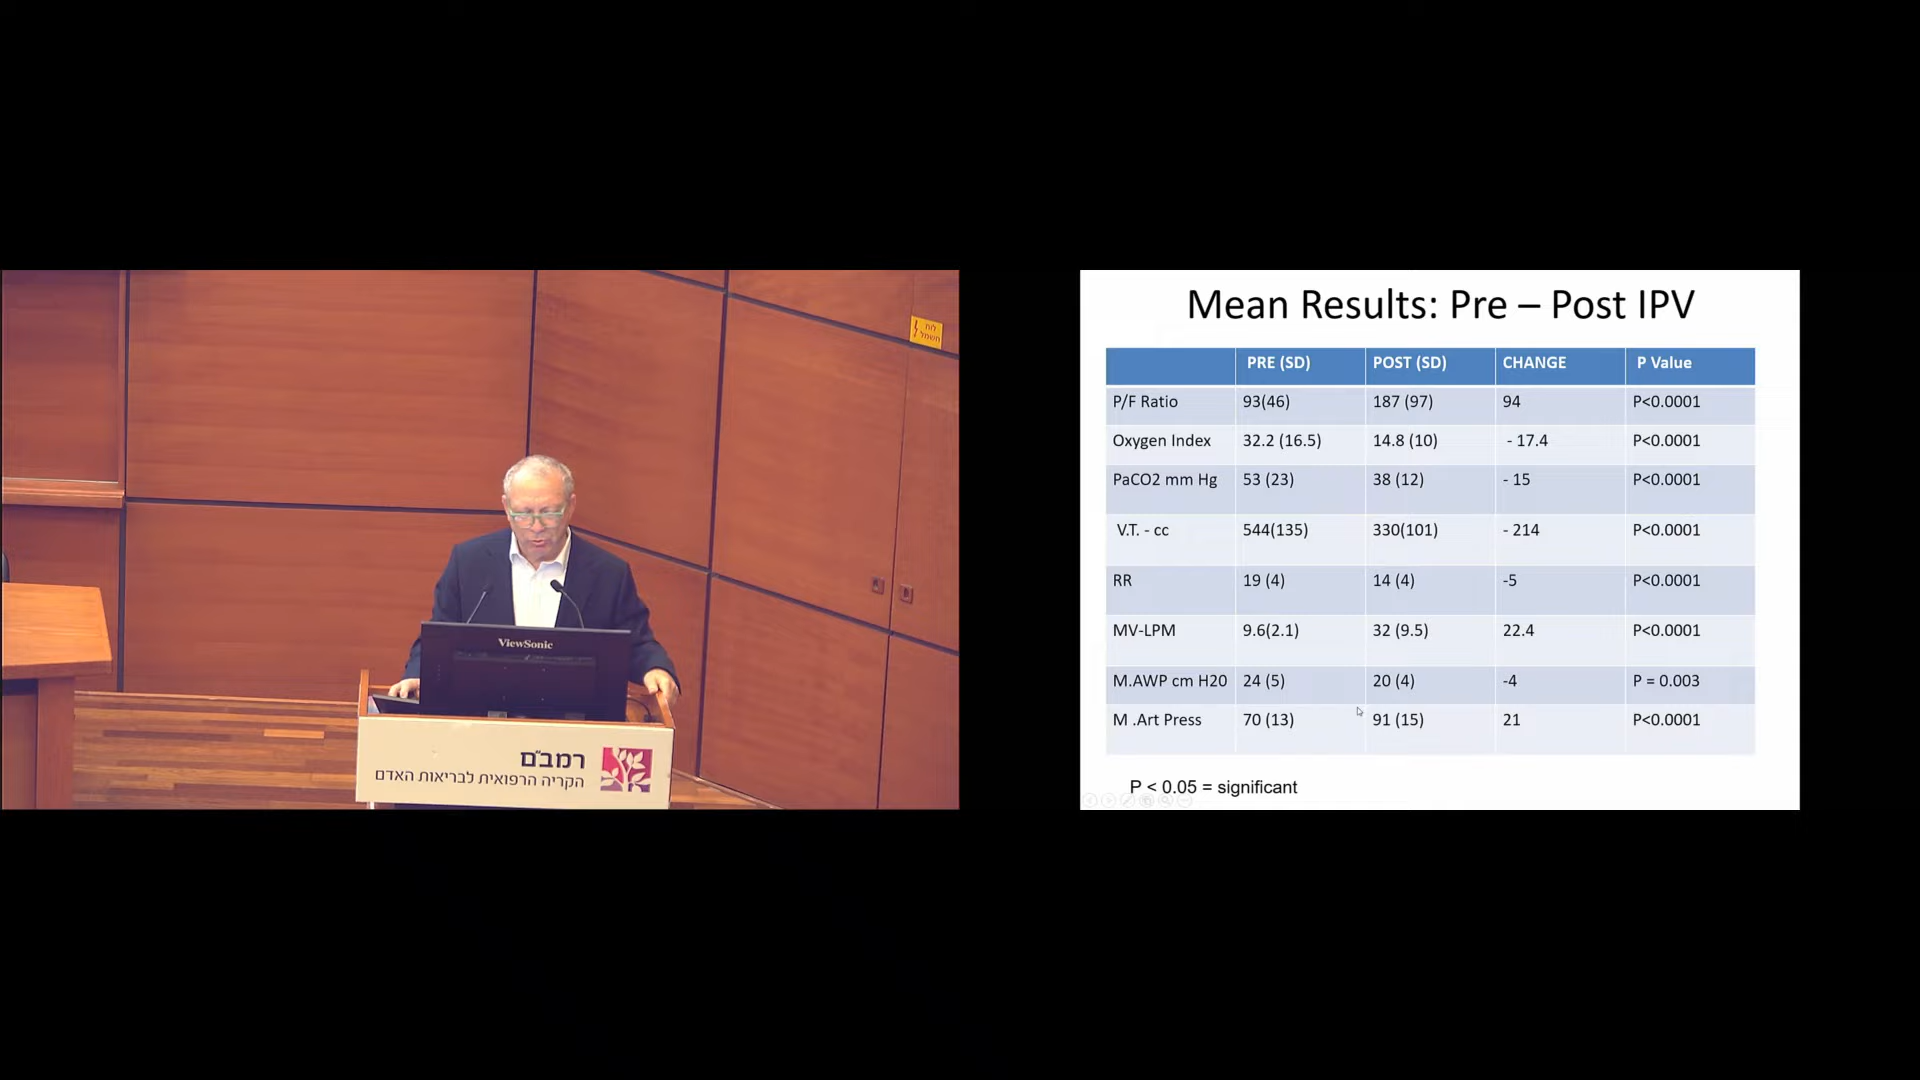 לוח
חשמל
ViewSonic
רמב"ם
הקריה הרפואית לבריאות האדם
Mean Results: Pre – Post IPV
PRE (SD) POST (SD) CHANGE P Value
P/F Ratio 93(46) 187 (97) 94 P<0.0001
Oxygen Index 32.2 (16.5) 14.8 (10) - 17.4 P<0.0001
PaCO2 mm Hg 53 (23) 38 (12) - 15 P<0.0001
V.T. - cc 544(135) 330(101) - 214 P<0.0001
RR 19 (4) 14 (4) -5 P<0.0001
MV-LPM 9.6(2.1) 32 (9.5) 22.4 P<0.0001
M.AWP cm H20 24 (5) 20 (4) -4 P = 0.003
M .Art Press 70 (13) 91 (15) 21 P<0.0001
P < 0.05 = significant